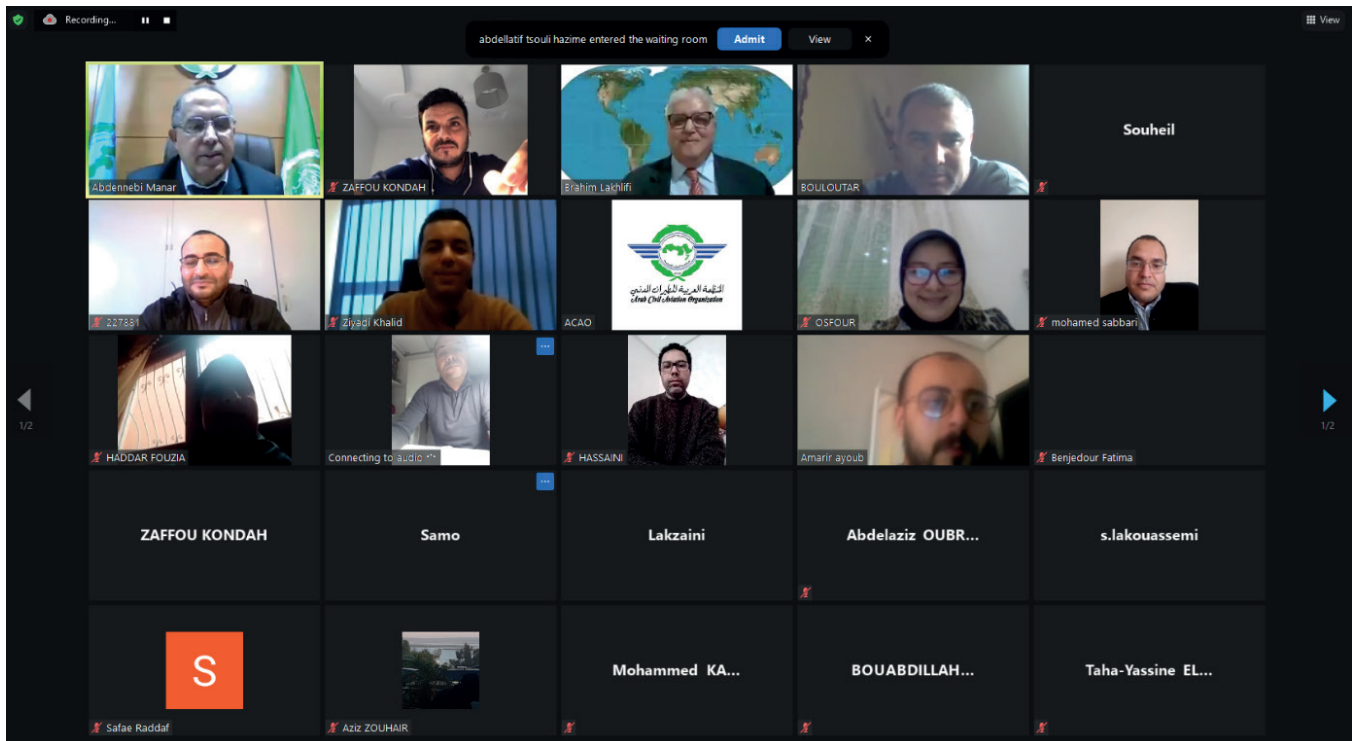 Recording...
View
abdellatif tsouli hazime entered the waiting room
Admit
View
Abdennebi Manar
ZAFFOU KONDAH
Brahim Lakhlifi
BOULOUTAR
Souheil
227881
Ziyaqi Khalid
المنظمة العربية للطيران المدني
Arab Civil Aviation Organization
ACAO
OSFOUR
mohamed sabbari
1/2
1/2
HADDAR FOUZIA
Connecting to audio
HASSAINI
Amarir ayoub
Benjedour Fatima
ZAFFOU KONDAH
Samo
Lakzaini
Abdelaziz OUBR...
s.lakouassemi
S
Safae Raddaf
Aziz ZOUHAIR
Mohammed KA...
BOUABDILLAH...
Taha-Yassine EL...